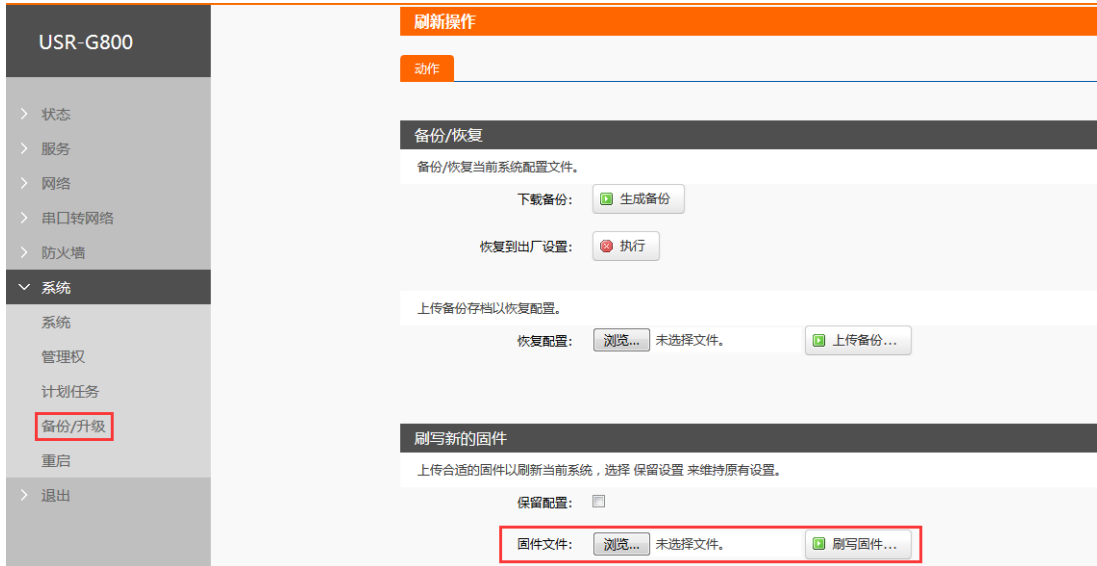 USR-G800
状态
服务
网络
串口转网络
防火墙
系统
系统
管理权
计划任务
备份/升级
重启
退出
刷新操作
动作
备份/恢复
备份/恢复当前系统配置文件。
下载备份: 生成备份
恢复到出厂设置: 执行
上传备份存档以恢复配置。
恢复配置: 浏览... 未选择文件。 上传备份...
刷写新的固件
上传合适的固件以刷新当前系统，选择 保留设置 来维持原有设置。
保留配置:
固件文件: 浏览... 未选择文件。 刷写固件...